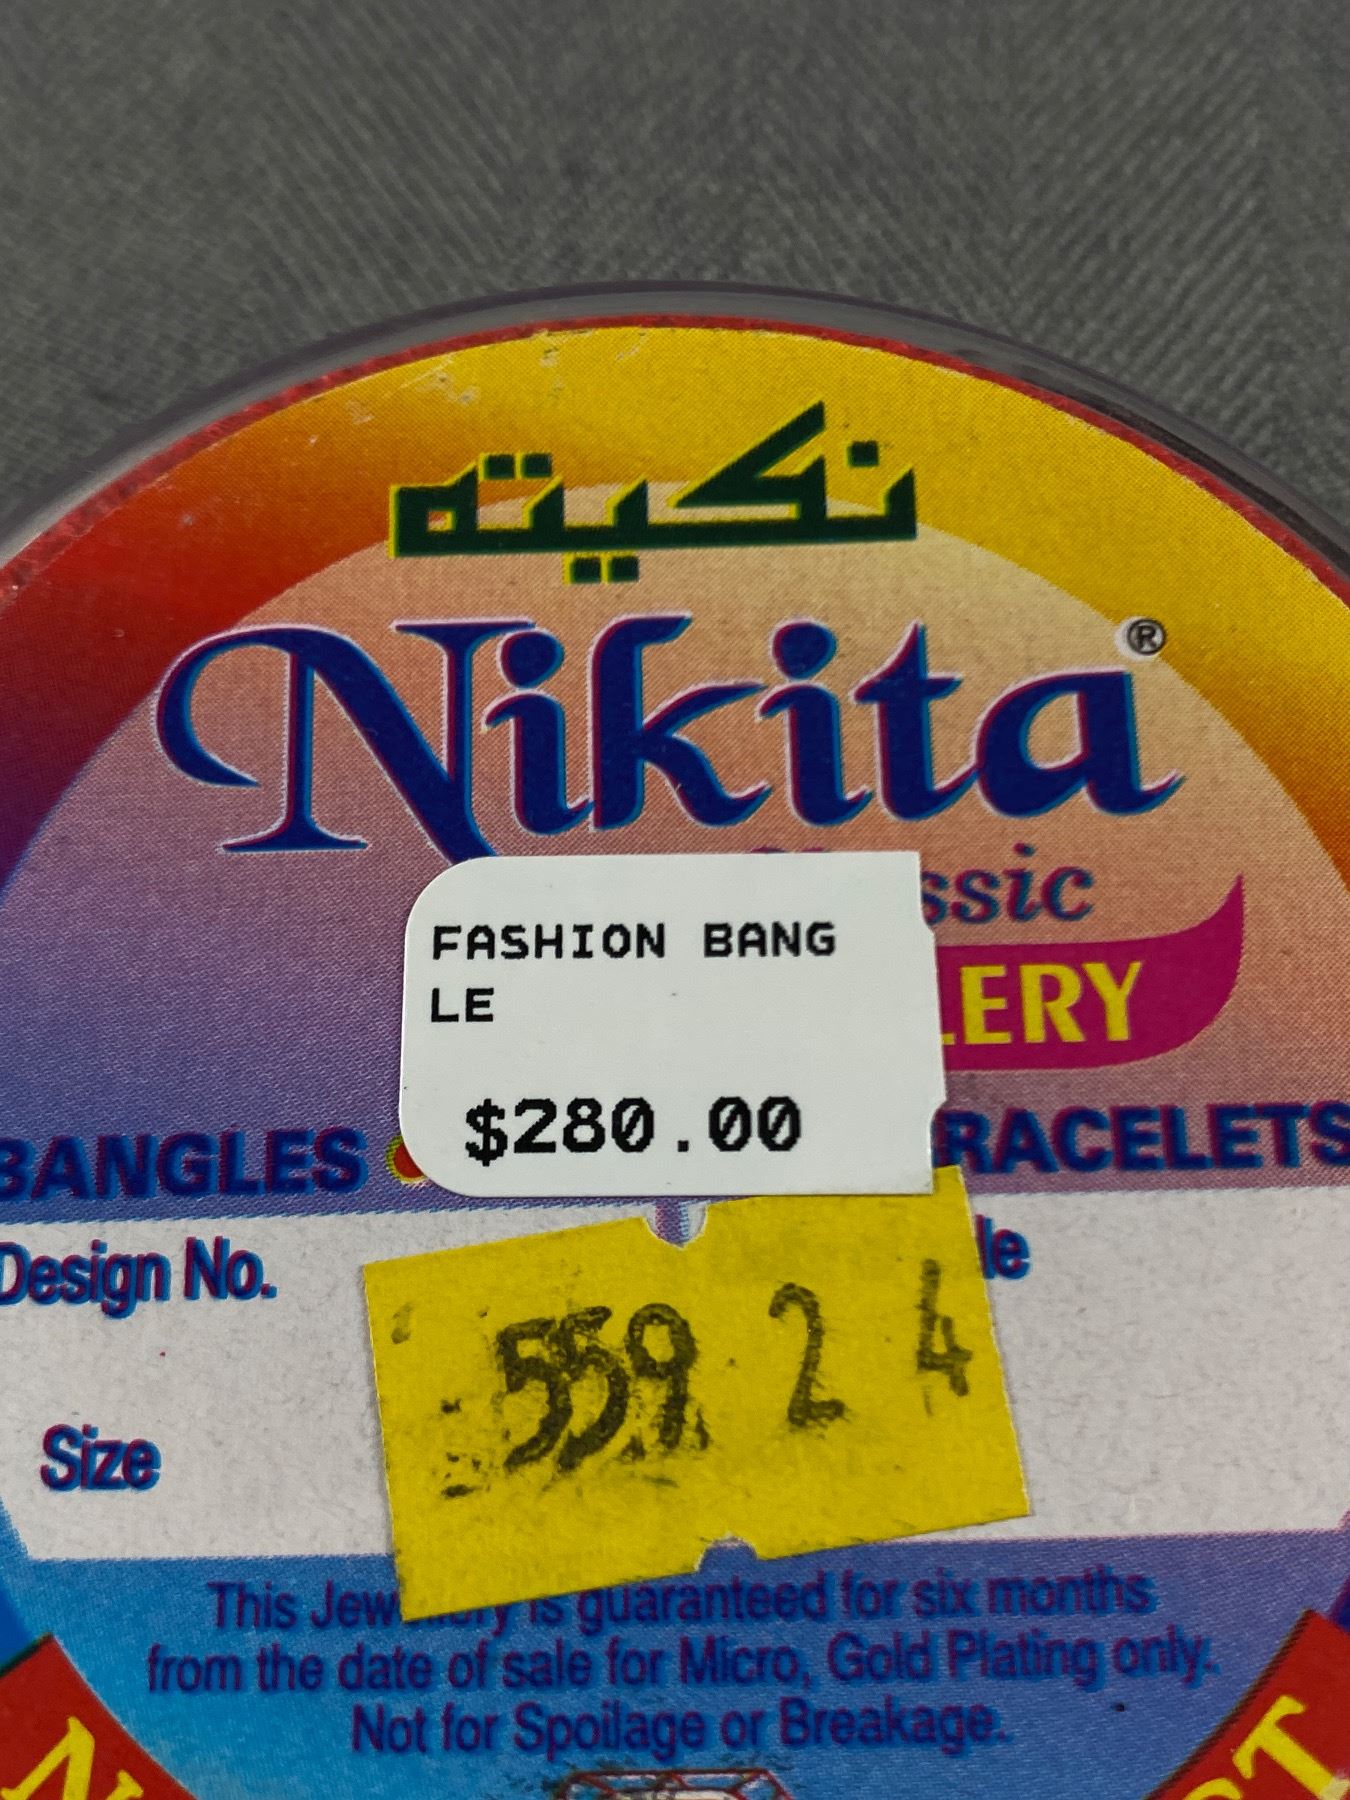 نكيته
Nikita®
ssic
LERY
FASHION BANG
LE
$280.00
BANGLES
RACELETS
Design No.
le
559 2 4
Size
This Jewellery is guaranteed for six months
from the date of sale for Micro, Gold Plating only.
Not for Spoilage or Breakage.